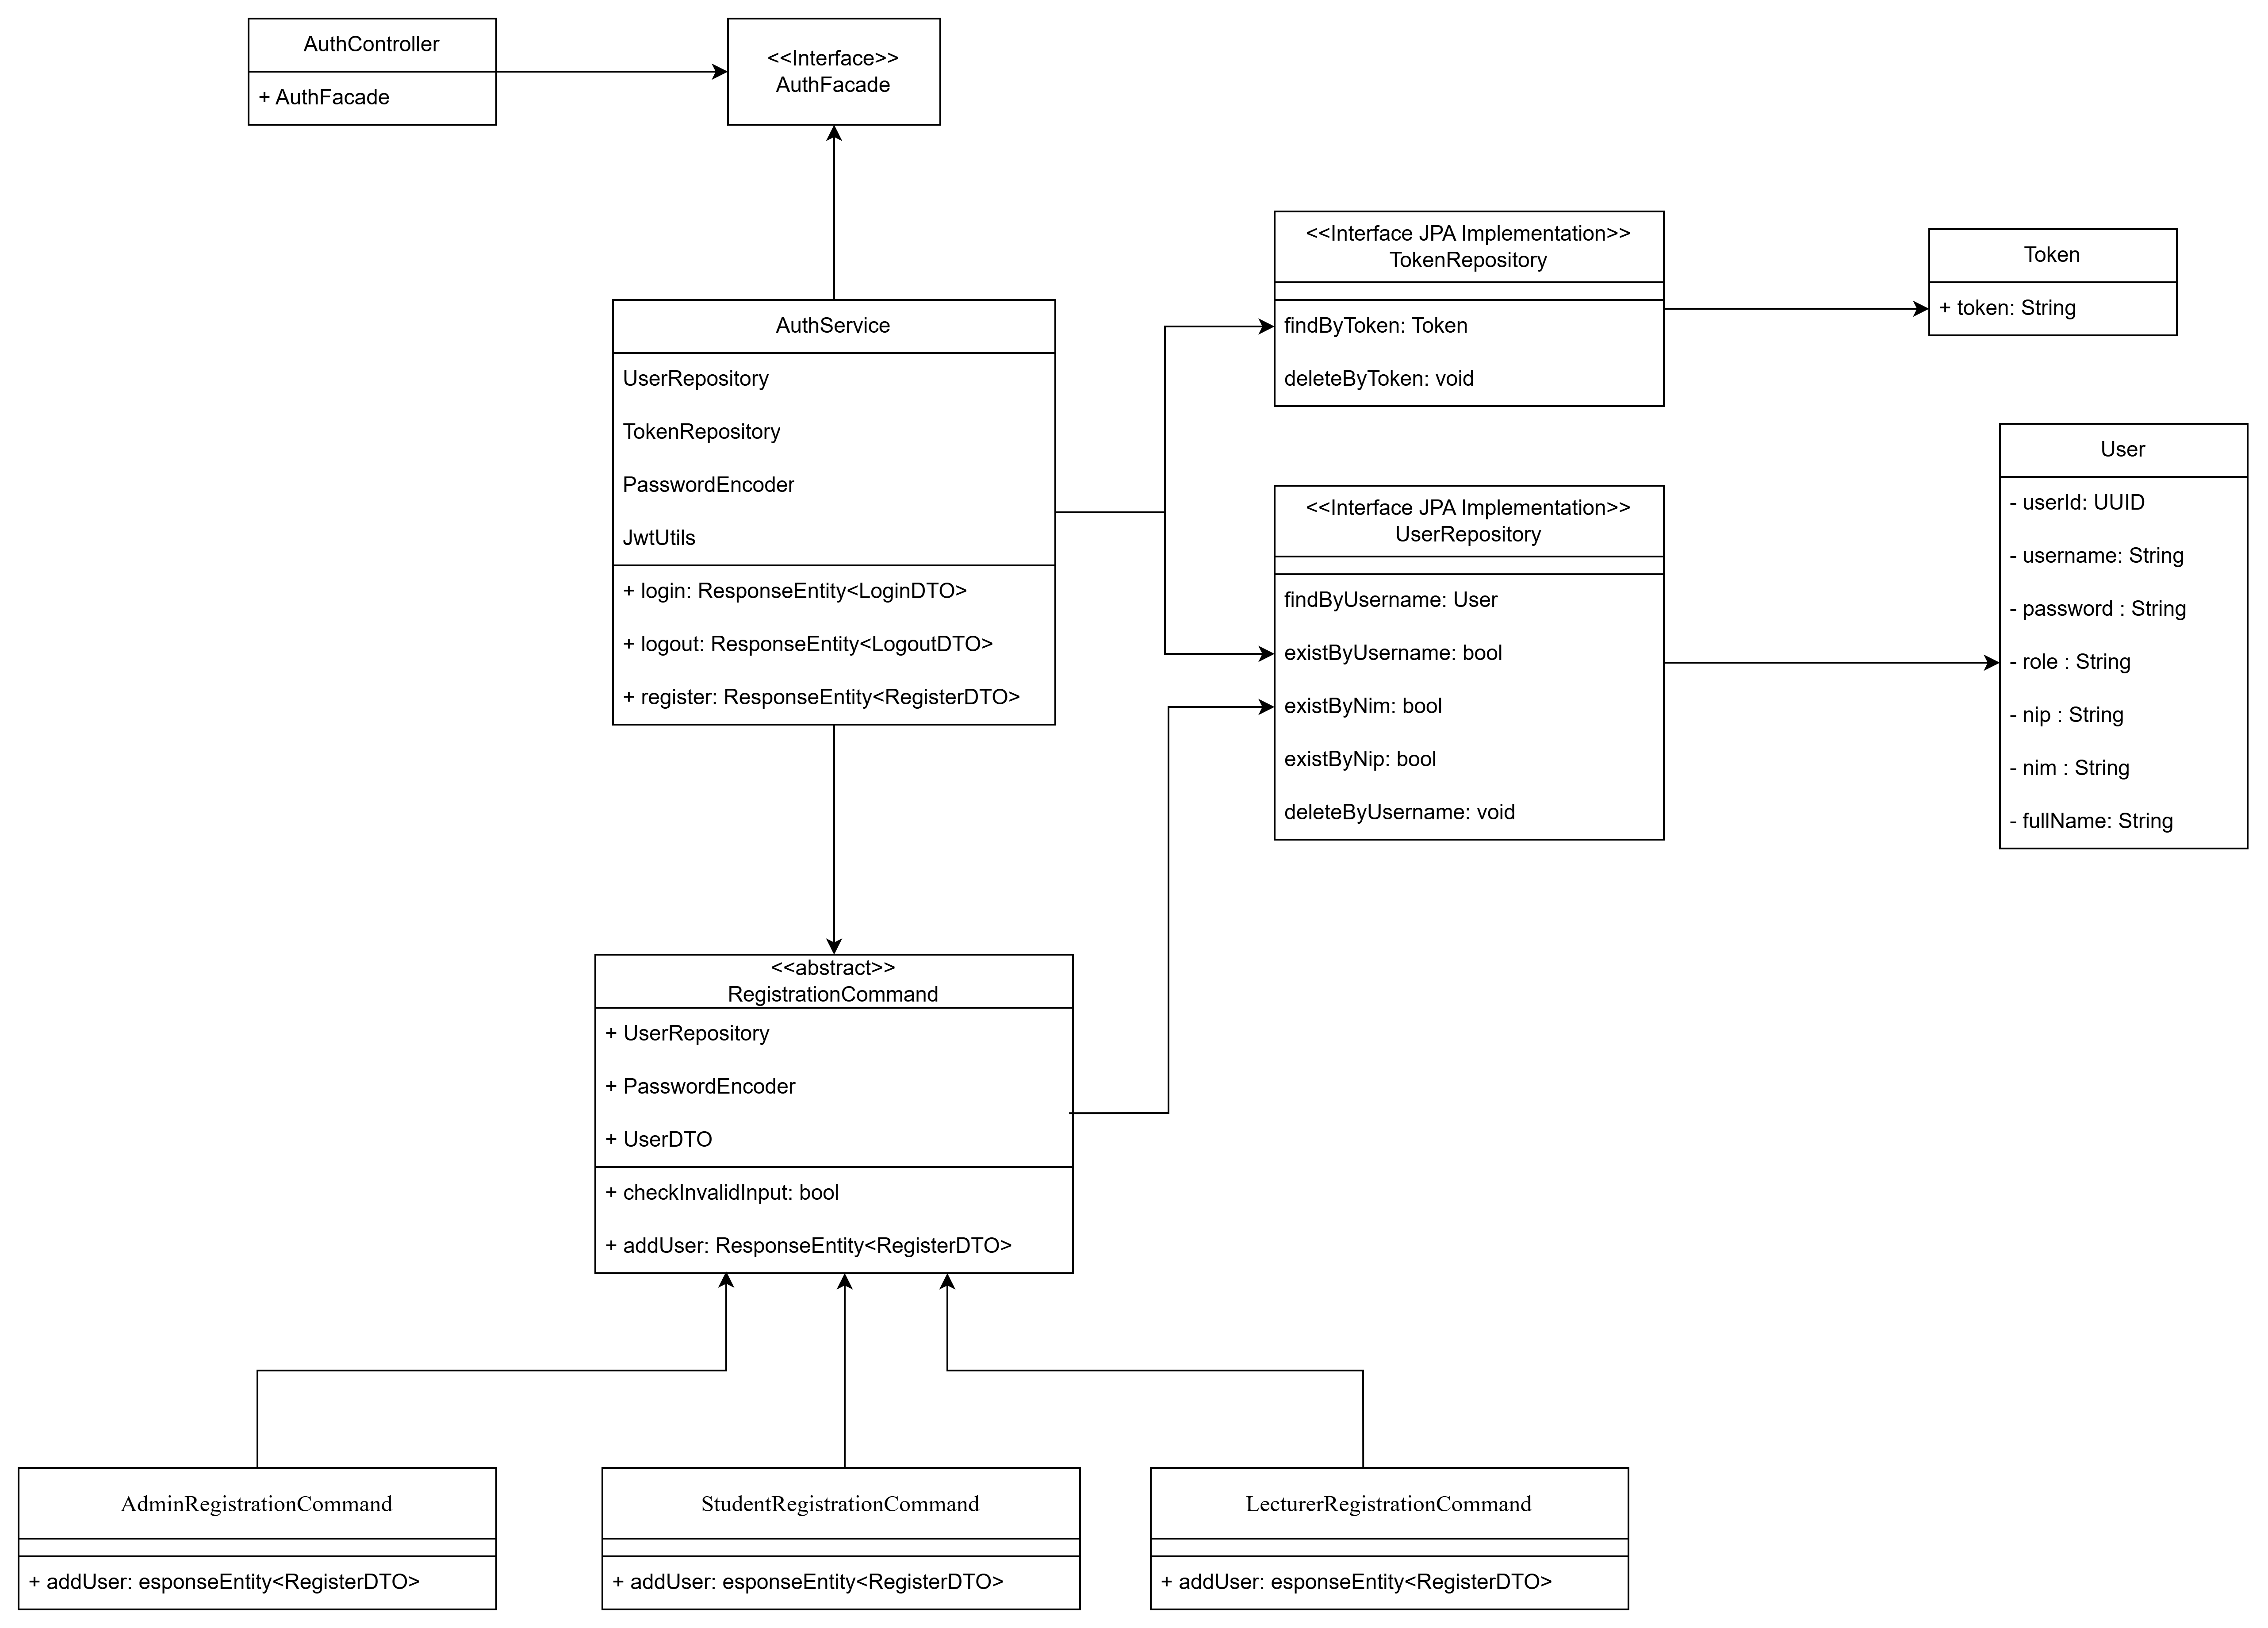 AuthController
+ AuthFacade
<<Interface>>
AuthFacade
AuthService
UserRepository
TokenRepository
PasswordEncoder
JwtUtils
+ login: ResponseEntity<LoginDTO>
+ logout: ResponseEntity<LogoutDTO>
+ register: ResponseEntity<RegisterDTO>
<<Interface JPA Implementation>>
TokenRepository
findByToken: Token
deleteByToken: void
Token
+ token: String
<<Interface JPA Implementation>>
UserRepository
findByUsername: User
existByUsername: bool
existByNim: bool
existByNip: bool
deleteByUsername: void
User
- userId: UUID
- username: String
- password : String
- role : String
- nip : String
- nim : String
- fullName: String
<<abstract>>
RegistrationCommand
+ UserRepository
+ PasswordEncoder
+ UserDTO
+ checkInvalidInput: bool
+ addUser: ResponseEntity<RegisterDTO>
AdminRegistrationCommand
+ addUser: esponseEntity<RegisterDTO>
StudentRegistrationCommand
+ addUser: esponseEntity<RegisterDTO>
LecturerRegistrationCommand
+ addUser: esponseEntity<RegisterDTO>